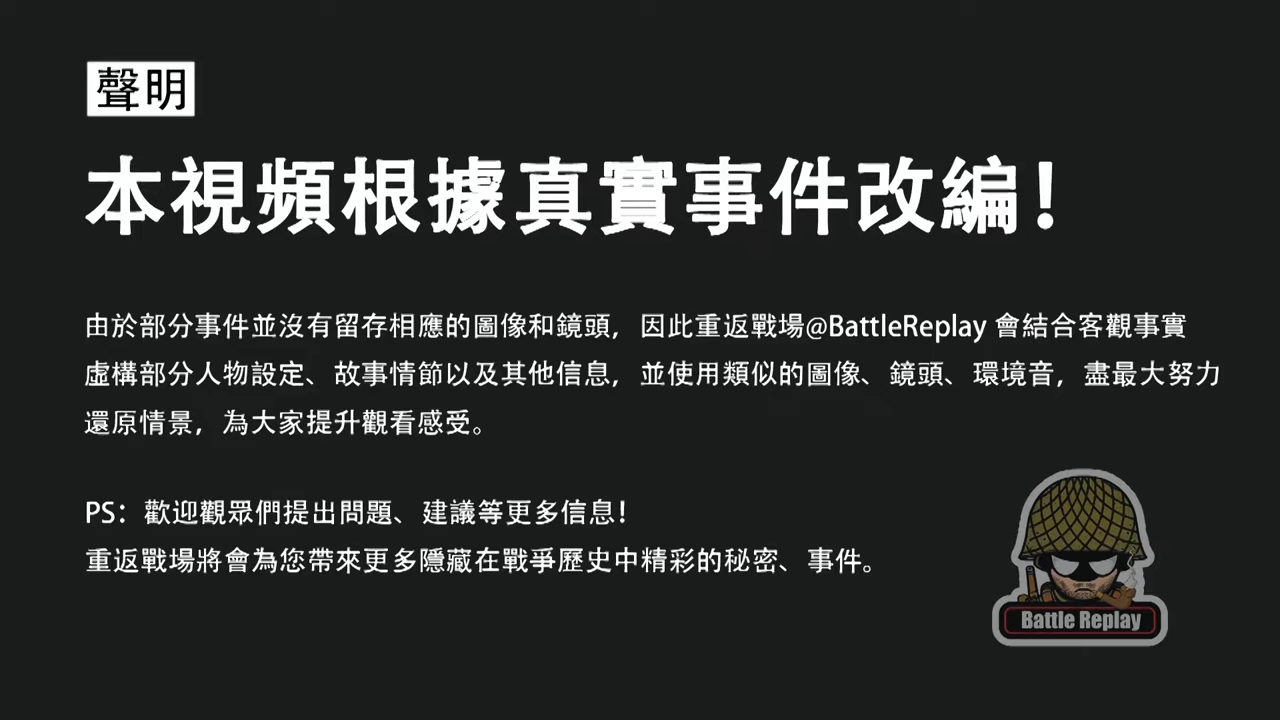 聲明
本視頻根據真實事件改編！
由於部分事件並沒有留存相應的圖像和鏡頭，因此重返戰場@BattleReplay 會結合客觀事實
虛構部分人物設定、故事情節以及其他信息，並使用類似的圖像、鏡頭、環境音，盡最大努力
還原情景，為大家提升觀看感受。
PS：歡迎觀眾們提出問題、建議等更多信息！
重返戰場將會為您帶來更多隱藏在戰爭歷史中精彩的秘密、事件。
Battle Replay